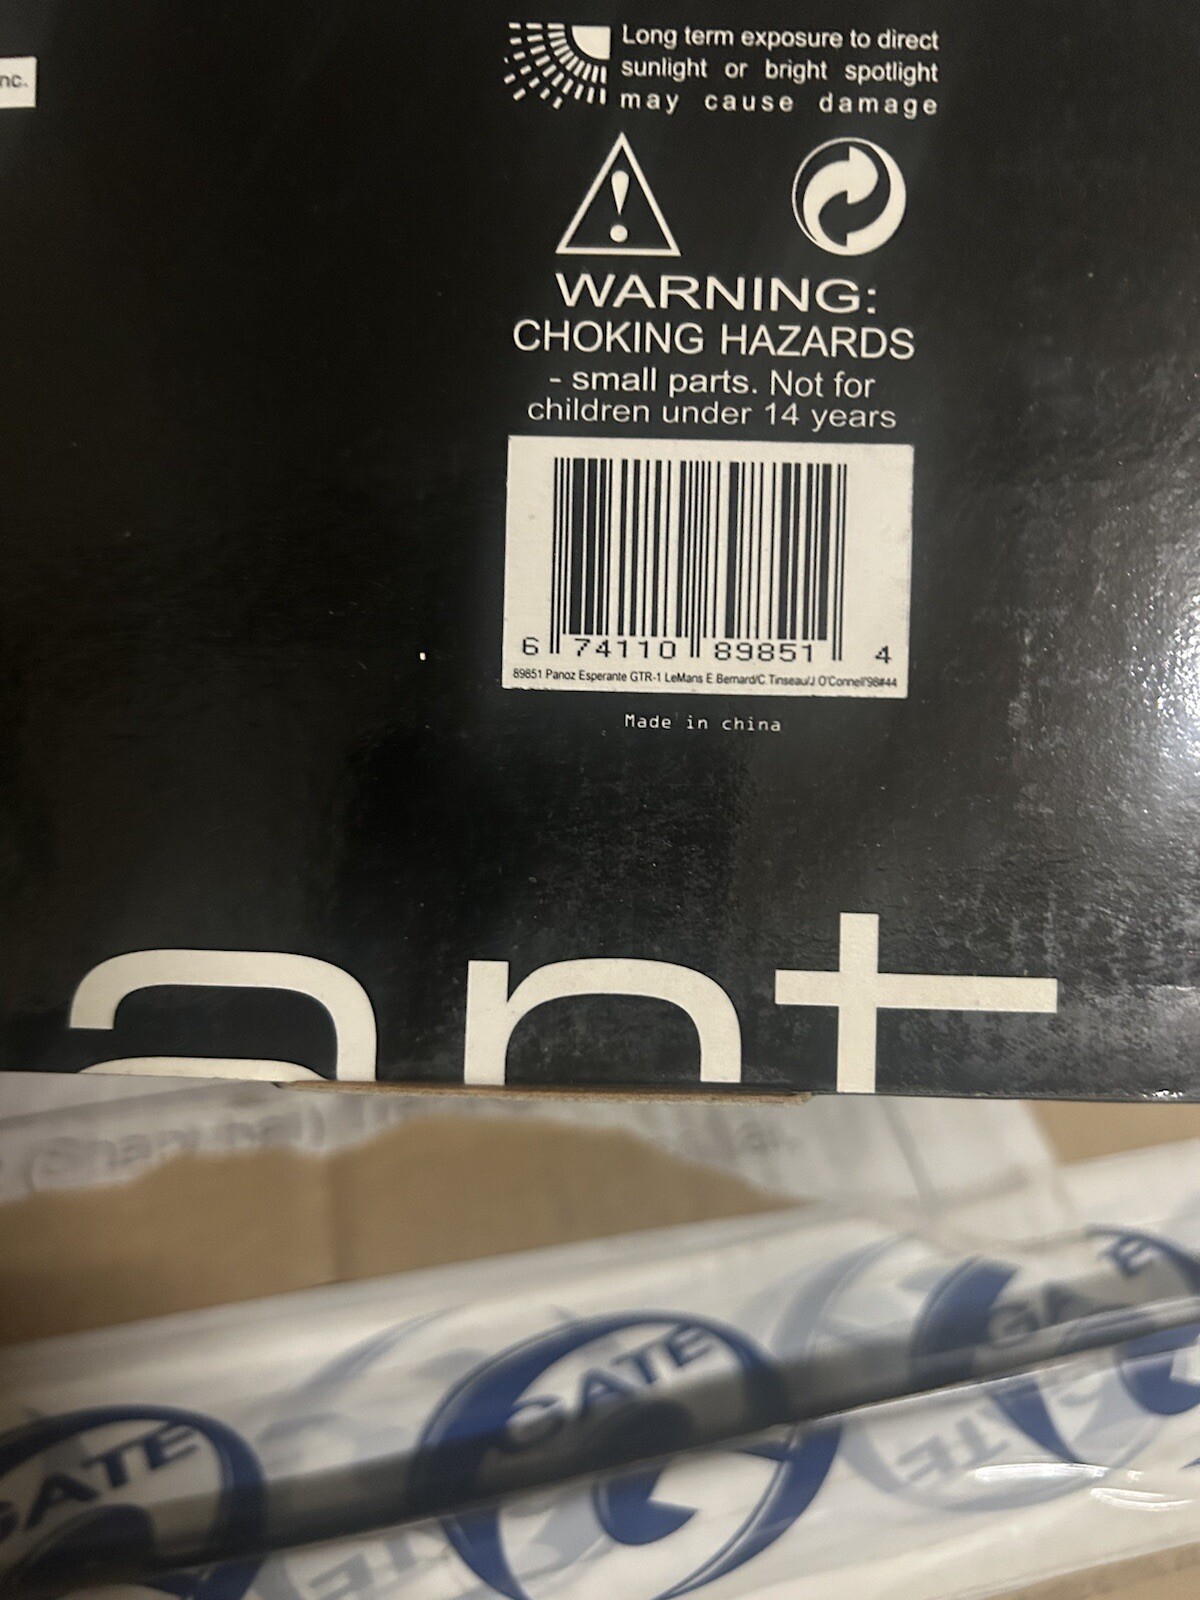 nc.
Long term exposure to direct
sunlight or bright spotlight
may cause damage
WARNING:
CHOKING HAZARDS
- small parts. Not for
children under 14 years
6 74110 89851 4
89851 Panoz Esperante GTR-1 LeMans E.Bernard/C.Tinseau/J.O'Connell'98#44
Made in china
ant
GATE
GATE
GATE